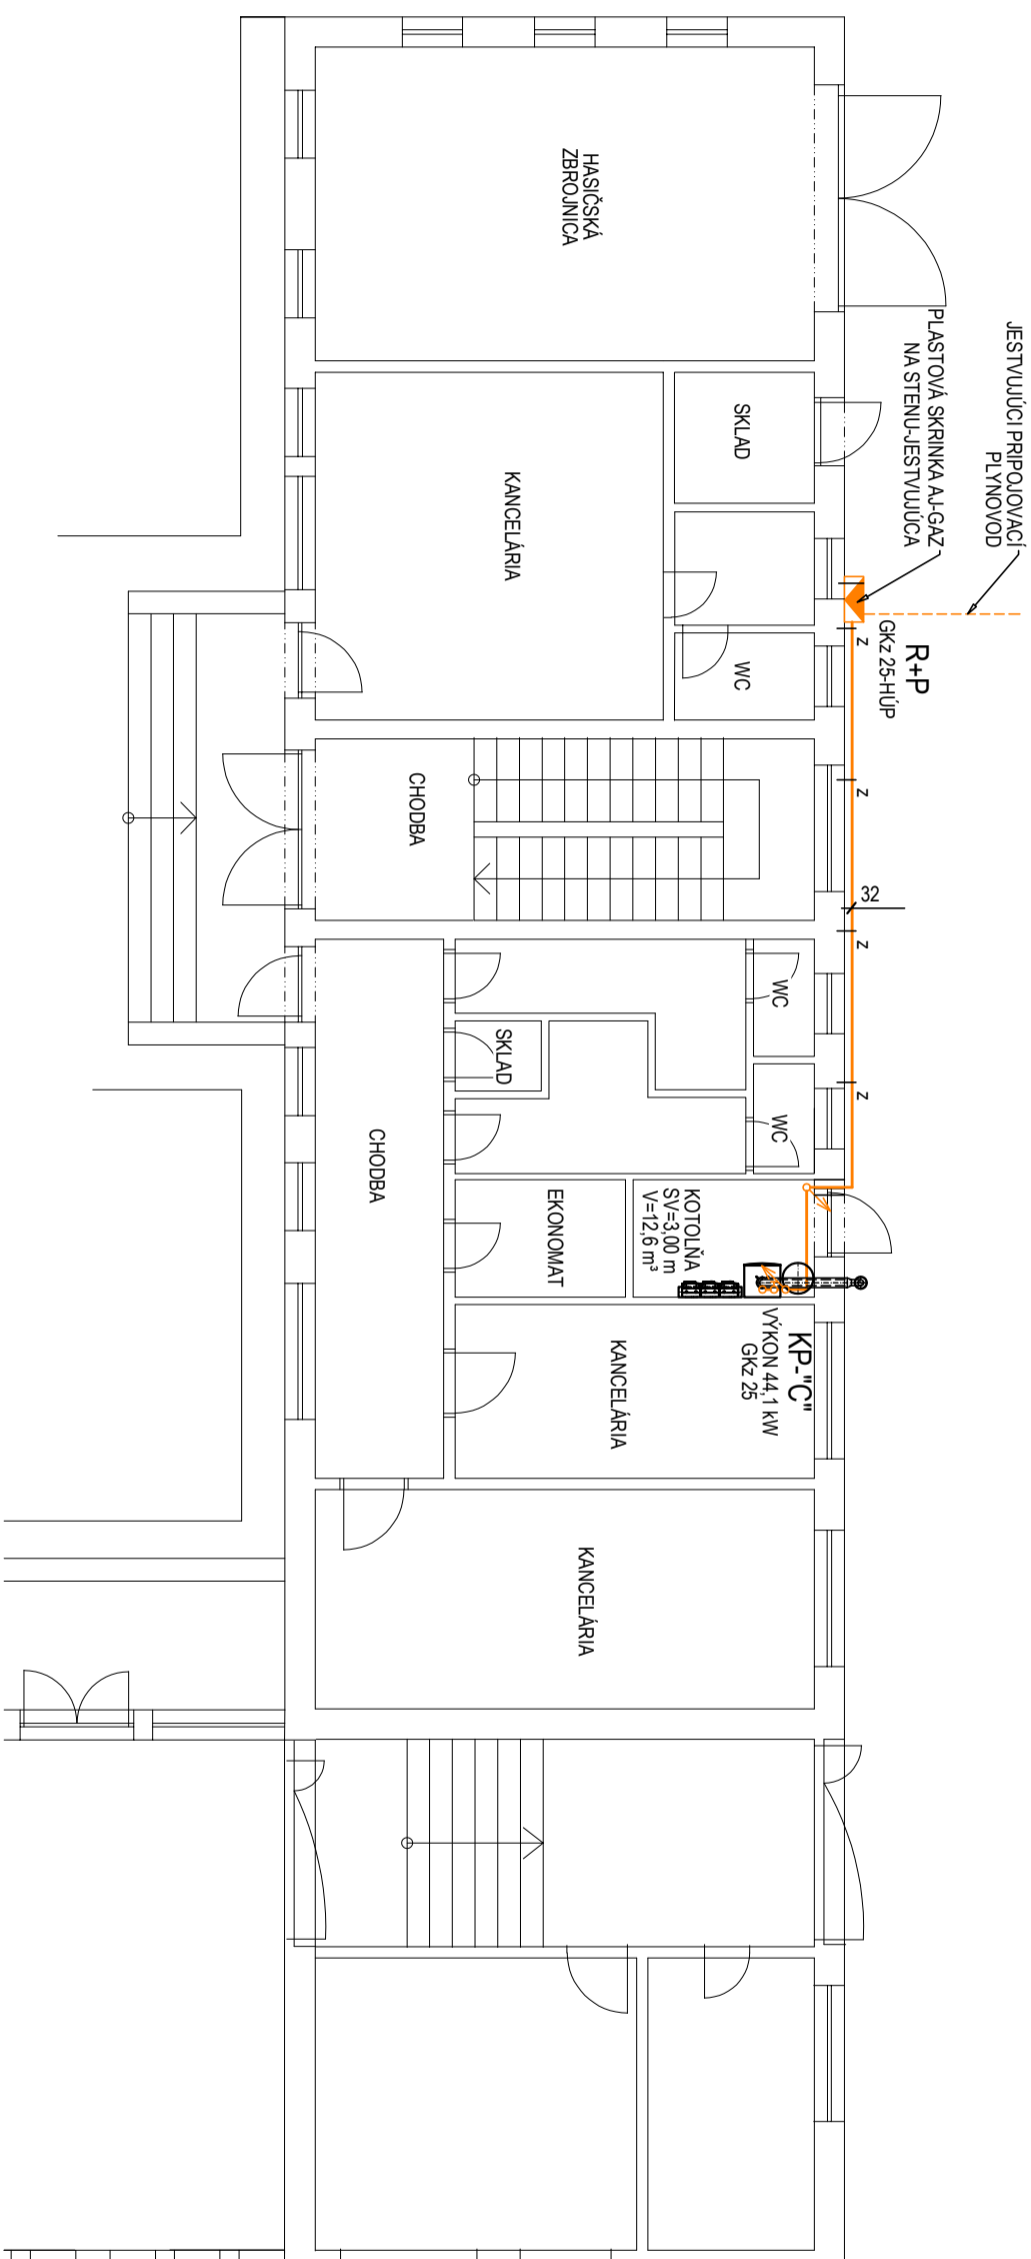 HASIČSKÁ
ZBROJNICA
JESTVUJÚCI PRIPOJOVACÍ
PLYNOVOD
PLASTOVÁ SKRINKA AJ-GAZ
NA STENU-JESTVUJÚCA
SKLAD
KANCELÁRIA
WC
R+P
GKz 25-HÚP
z
z
z
z
32
CHODBA
WC
SKLAD
WC
CHODBA
EKONOMAT
KOTOLŇA
SV=3,00 m
V=12,6 m³
KP-"C"
VÝKON 44,1 kW
GKz 25
KANCELÁRIA
KANCELÁRIA